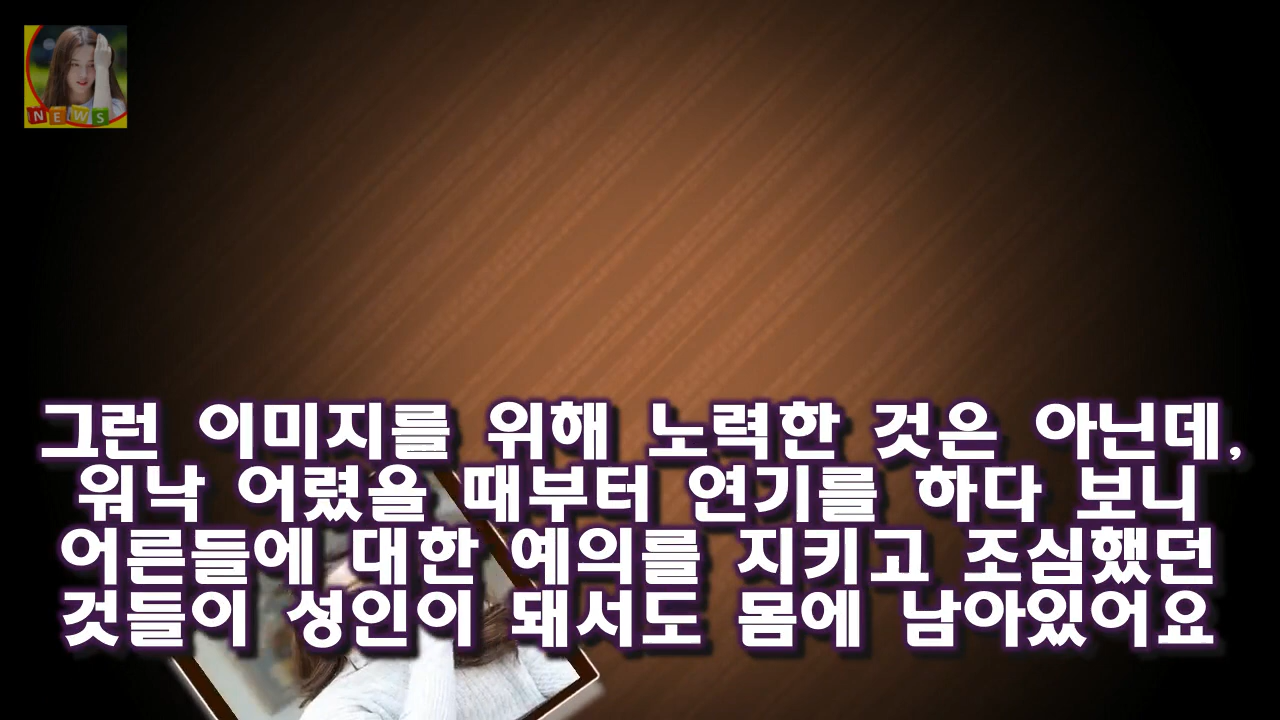 NEWS
그런 이미지를 위해 노력한 것은 아닌데,
워낙 어렸을 때부터 연기를 하다 보니
어른들에 대한 예의를 지키고 조심했던
것들이 성인이 돼서도 몸에 남아있어요